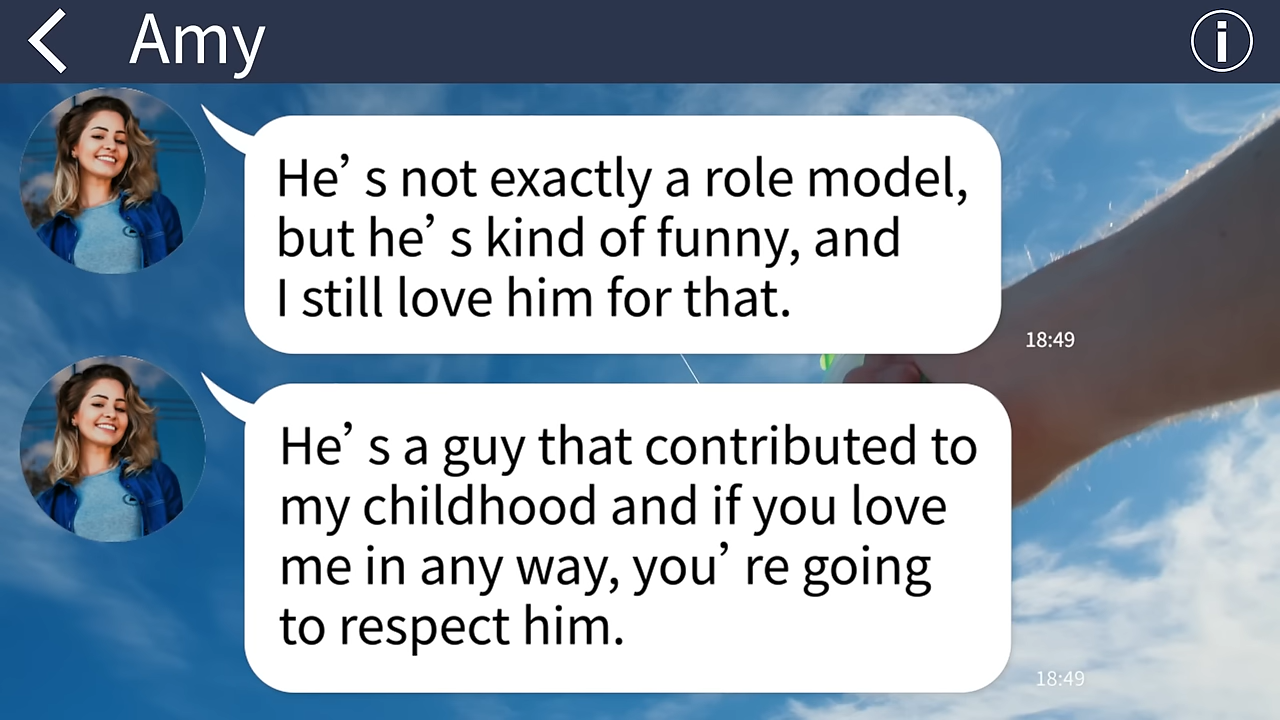 Amy
He’s not exactly a role model,
but he’s kind of funny, and
I still love him for that.
18:49
He’s a guy that contributed to
my childhood and if you love
me in any way, you’re going
to respect him.
18:49